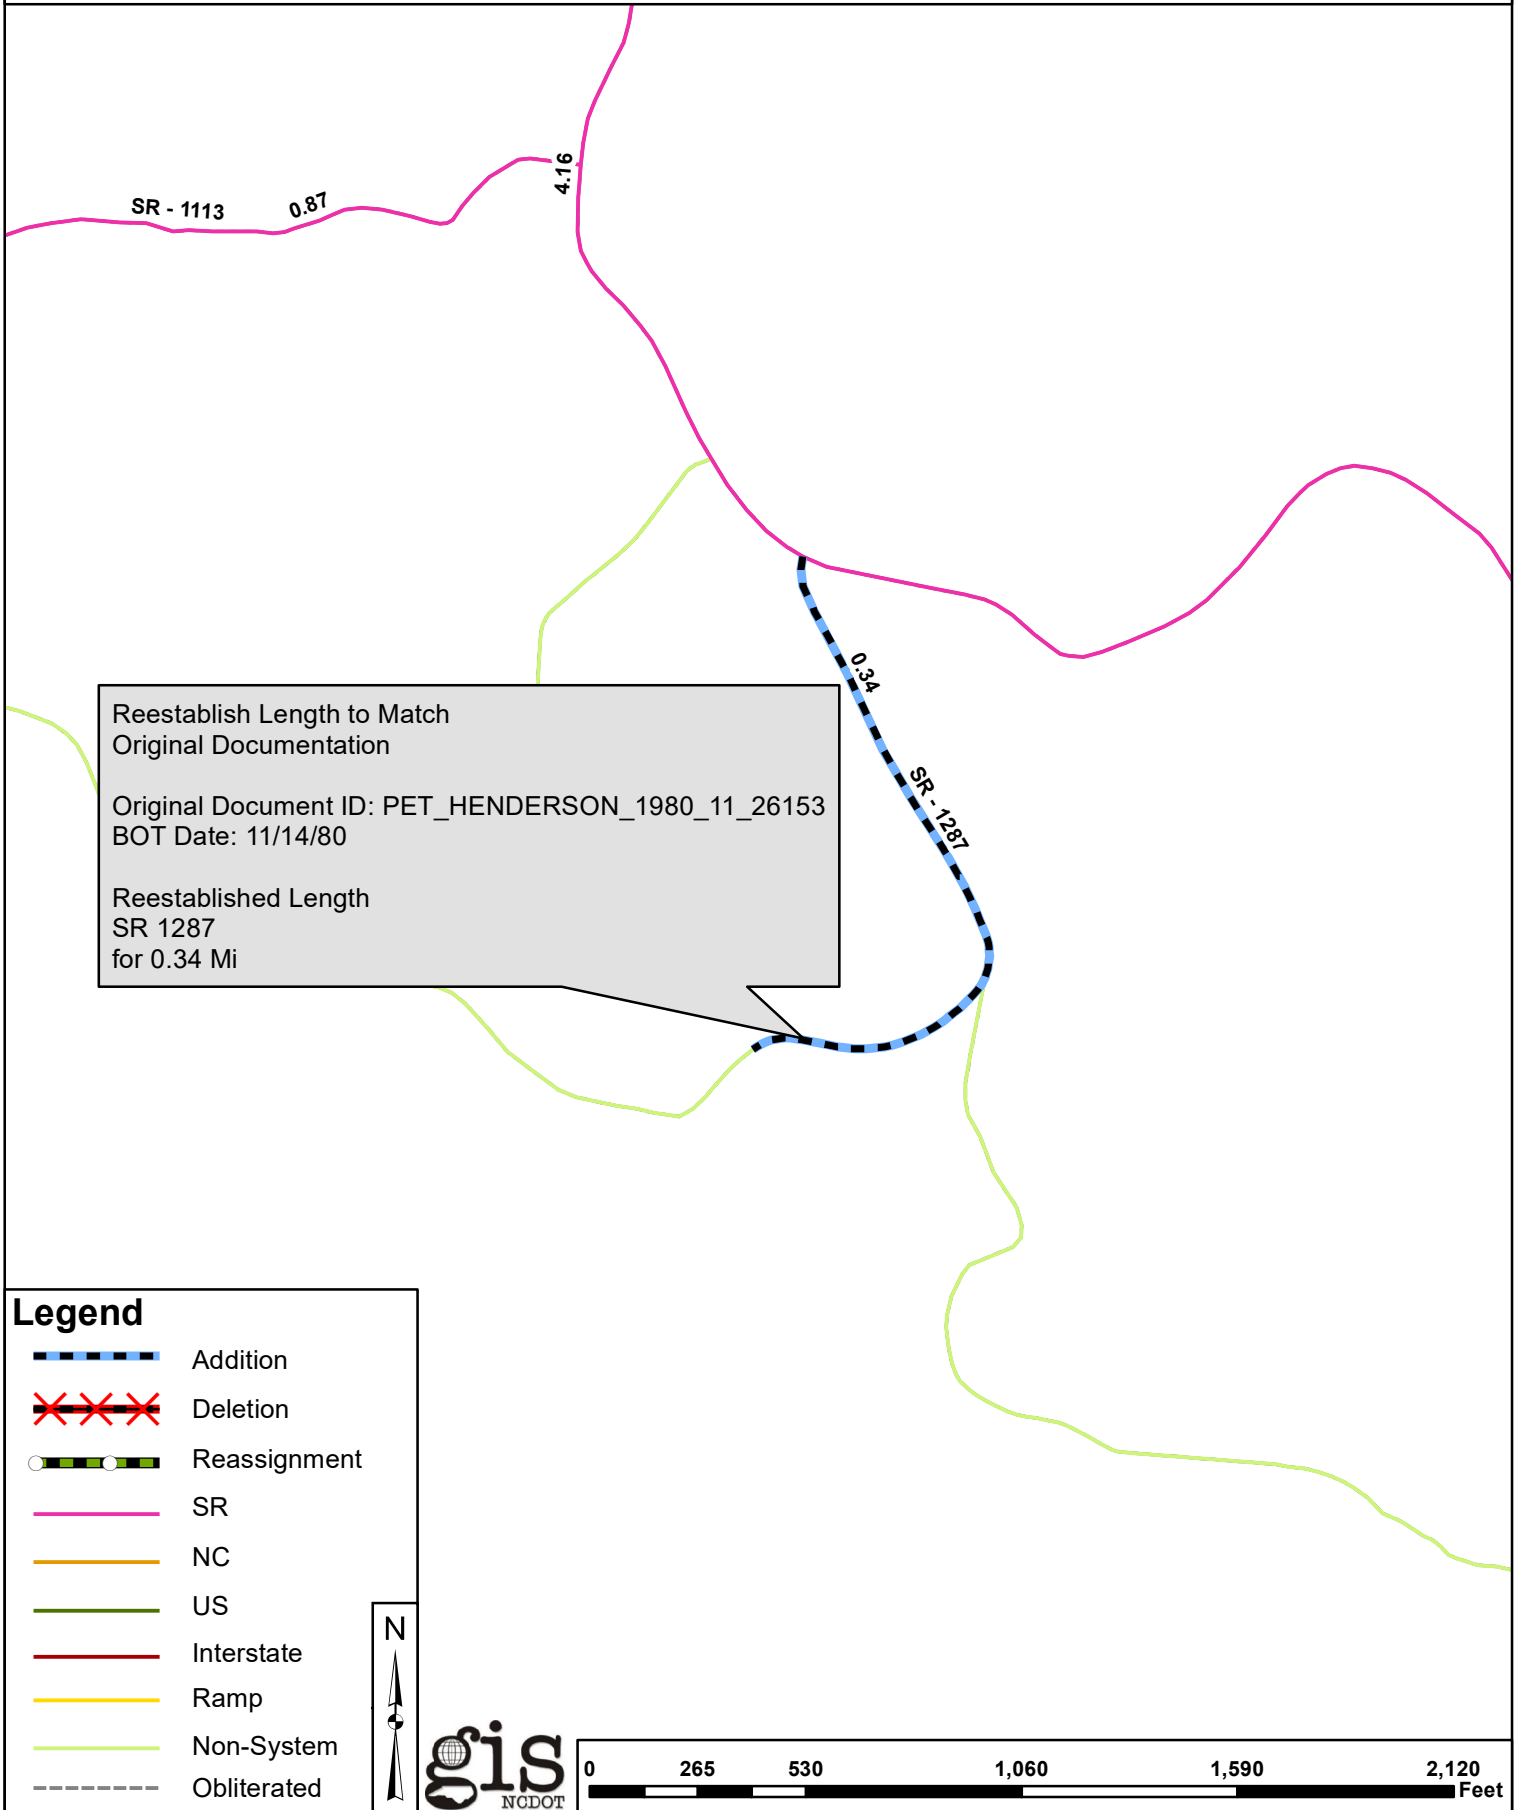 4.16
SR - 1113
0.87
0.34
SR - 1287
Reestablish Length to Match
Original Documentation
Original Document ID: PET_HENDERSON_1980_11_26153
BOT Date: 11/14/80
Reestablished Length
SR 1287
for 0.34 Mi
Legend
Addition
Deletion
Reassignment
SR
NC
US
Interstate
Ramp
Non-System
Obliterated
N
gis
NCDOT
0 265 530 1,060 1,590 2,120
Feet